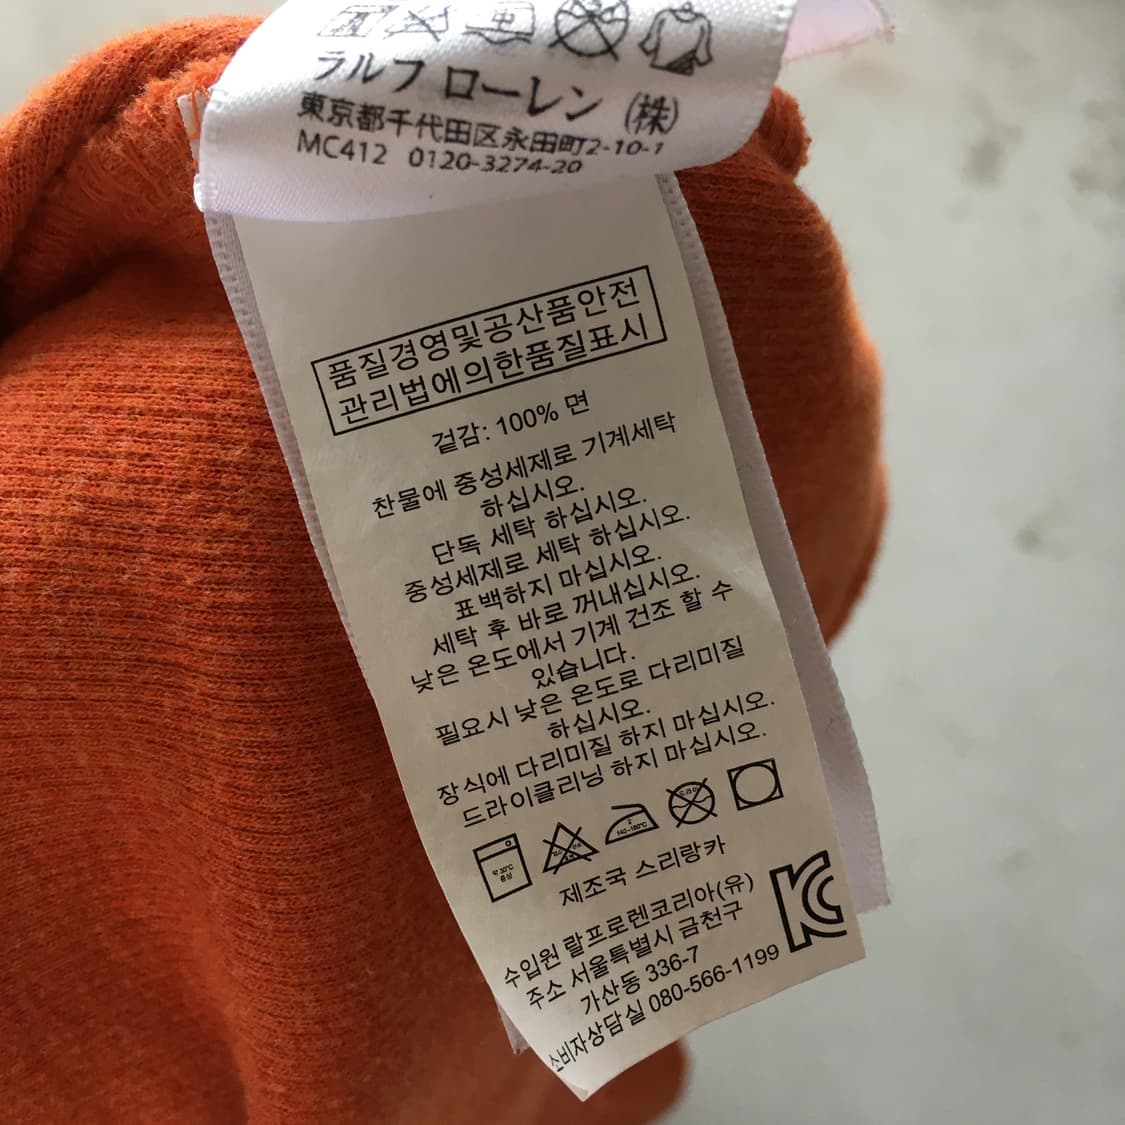 ラルフ ローレン (株)
東京都千代田区永田町2-10-1
MC412 0120-3274-20
품질경영및공산품안전
관리법에의한품질표시
겉감: 100% 면
찬물에 중성세제로 기계세탁
하십시오.
단독 세탁 하십시오.
중성세제로 세탁 하십시오.
표백하지 마십시오.
세탁 후 바로 꺼내십시오.
낮은 온도에서 기계 건조 할 수
있습니다.
필요시 낮은 온도로 다리미질
하십시오.
장식에 다리미질 하지 마십시오.
드라이클리닝 하지 마십시오.
약 30°C
중성
2
140~160°C
드라이
제조국 스리랑카
수입원 랄프로렌코리아(유)
주소 서울특별시 금천구
가산동 336-7
소비자상담실 080-566-1199